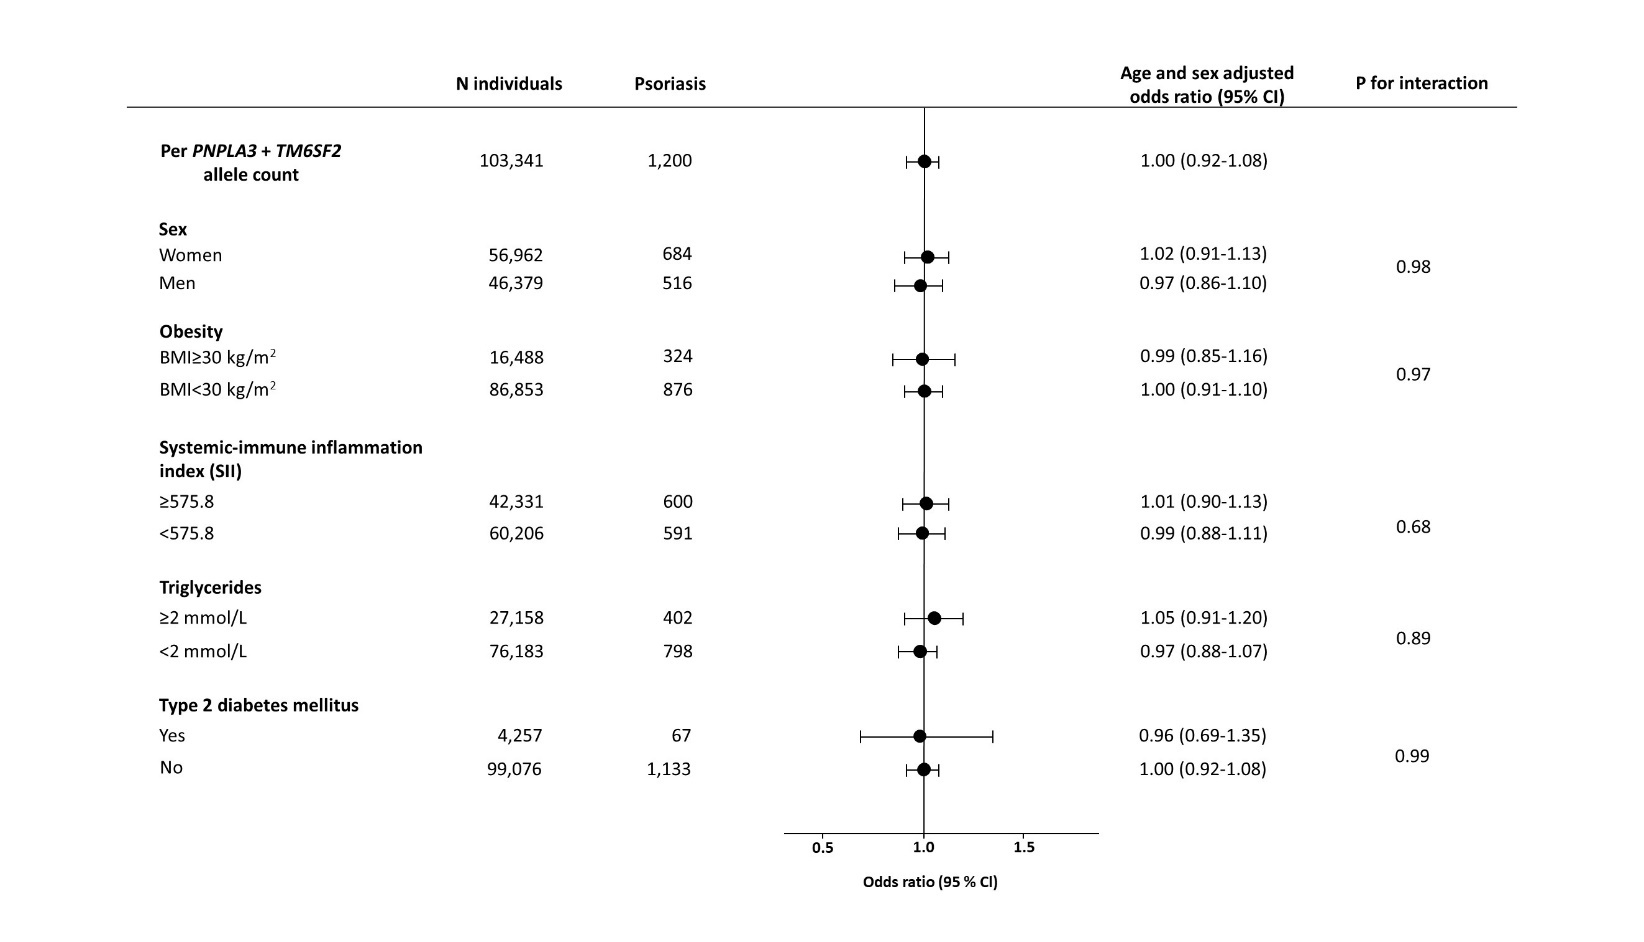 N individuals Psoriasis Age and sex adjusted odds ratio (95% CI) P for interaction
Per PNPLA3 + TM6SF2 allele count 103,341 1,200 1.00 (0.92-1.08)
Sex
Women 56,962 684 1.02 (0.91-1.13)
0.98
Men 46,379 516 0.97 (0.86-1.10)
Obesity
BMI≥30 kg/m² 16,488 324 0.99 (0.85-1.16)
0.97
BMI<30 kg/m² 86,853 876 1.00 (0.91-1.10)
Systemic-immune inflammation
index (SII)
≥575.8 42,331 600 1.01 (0.90-1.13)
0.68
<575.8 60,206 591 0.99 (0.88-1.11)
Triglycerides
≥2 mmol/L 27,158 402 1.05 (0.91-1.20)
0.89
<2 mmol/L 76,183 798 0.97 (0.88-1.07)
Type 2 diabetes mellitus
Yes 4,257 67 0.96 (0.69-1.35)
0.99
No 99,076 1,133 1.00 (0.92-1.08)
0.5 1.0 1.5
Odds ratio (95 % CI)